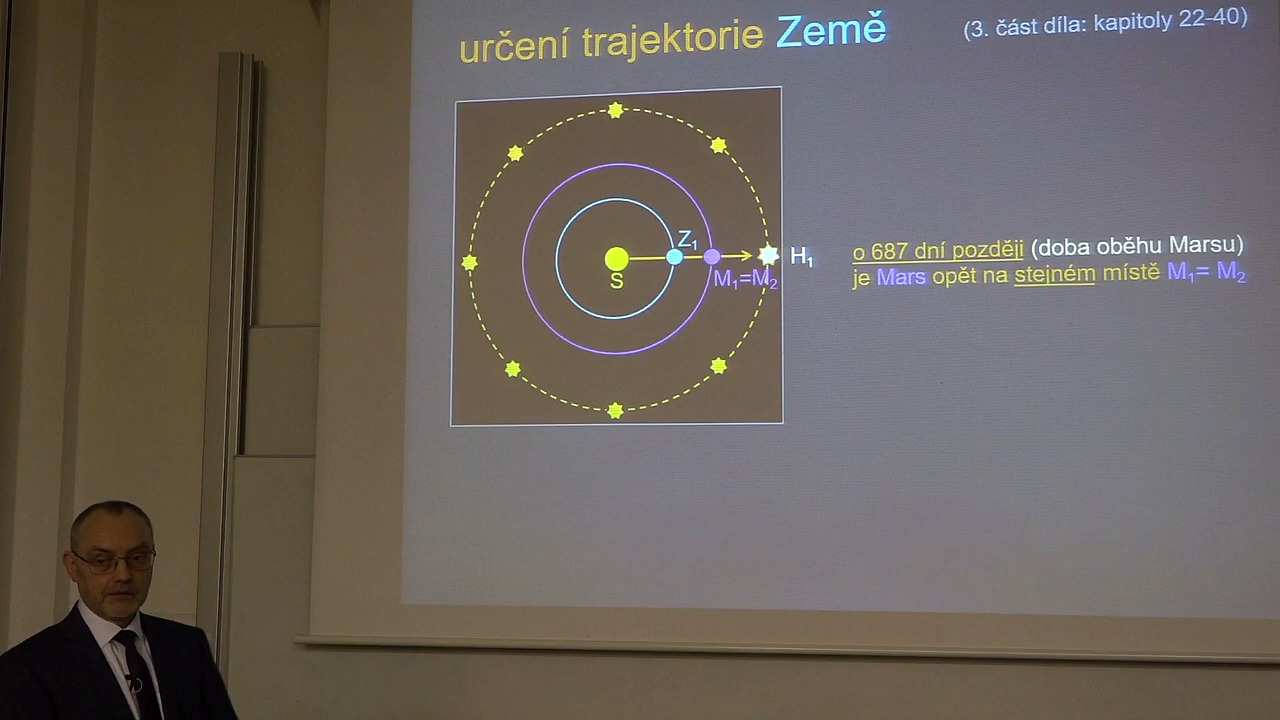 určení trajektorie Země
(3. část díla: kapitoly 22-40)
Z₁
H₁
S
M₁=M₂
o 687 dní později (doba oběhu Marsu)
je Mars opět na stejném místě M₁= M₂